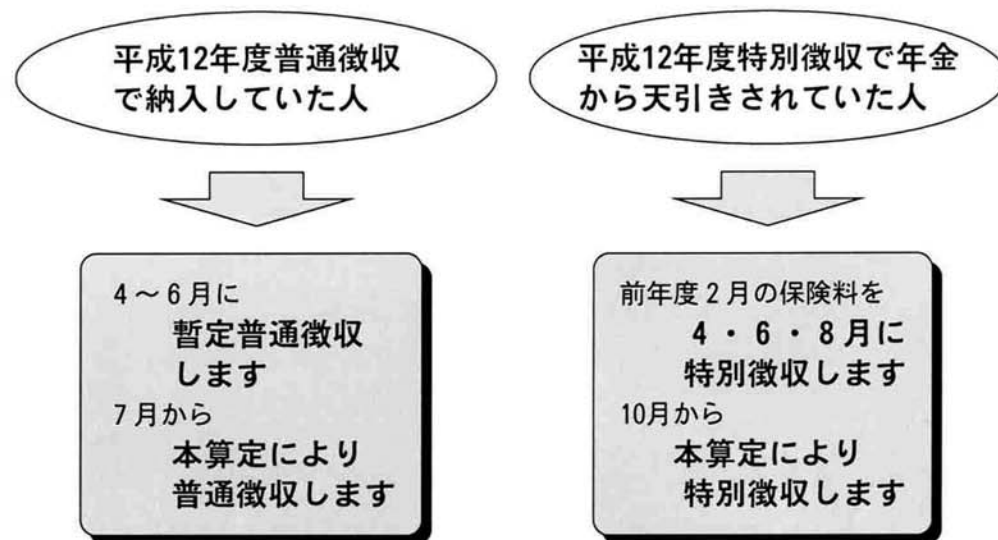 平成12年度普通徴収
で納入していた人
4~6月に
暫定普通徴収
します
7月から
本算定により
普通徴収します
平成12年度特別徴収で年金
から天引きされていた人
前年度2月の保険料を
4・6・8月に
特別徴収します
10月から
本算定により
特別徴収します